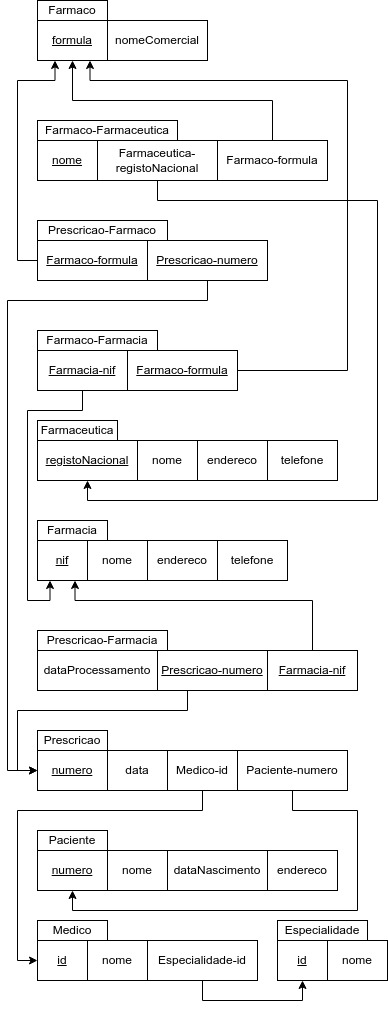 Farmaco
formula nomeComercial
Farmaco-Farmaceutica
nome Farmaceutica-registoNacional Farmaco-formula
Prescricao-Farmaco
Farmaco-formula Prescricao-numero
Farmaco-Farmacia
Farmacia-nif Farmaco-formula
Farmaceutica
registoNacional nome endereco telefone
Farmacia
nif nome endereco telefone
Prescricao-Farmacia
dataProcessamento Prescricao-numero Farmacia-nif
Prescricao
numero data Medico-id Paciente-numero
Paciente
numero nome dataNascimento endereco
Medico Especialidade
id nome Especialidade-id id nome